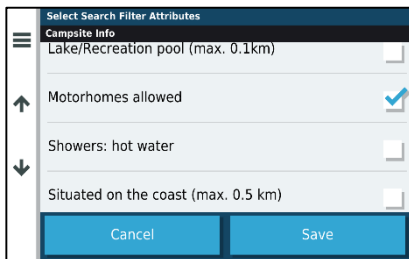 Select Search Filter Attributes
Campsite Info
Lake/Recreation pool (max. 0.1km)
Motorhomes allowed
Showers: hot water
Situated on the coast (max. 0.5 km)
Cancel
Save